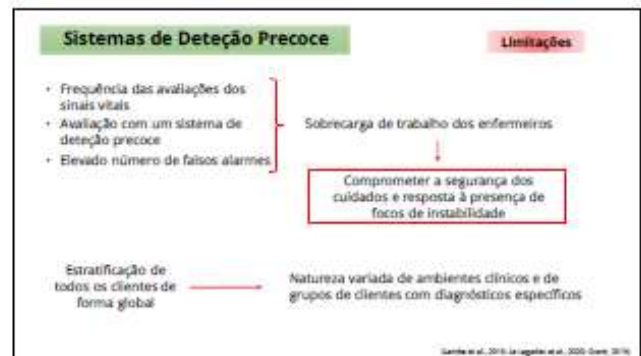 Sistemas de Deteção Precoce
Limitações
• Frequência das avaliações dos
sinais vitais
• Avaliação com um sistema de
deteção precoce
• Elevado número de falsos alarmes
Sobrecarga de trabalho dos enfermeiros
Comprometer a segurança dos
cuidados e resposta à presença de
focos de instabilidade
Estratificação de
todos os clientes de
forma global
Natureza variada de ambientes clínicos e de
grupos de clientes com diagnósticos específicos
et al., 2020;